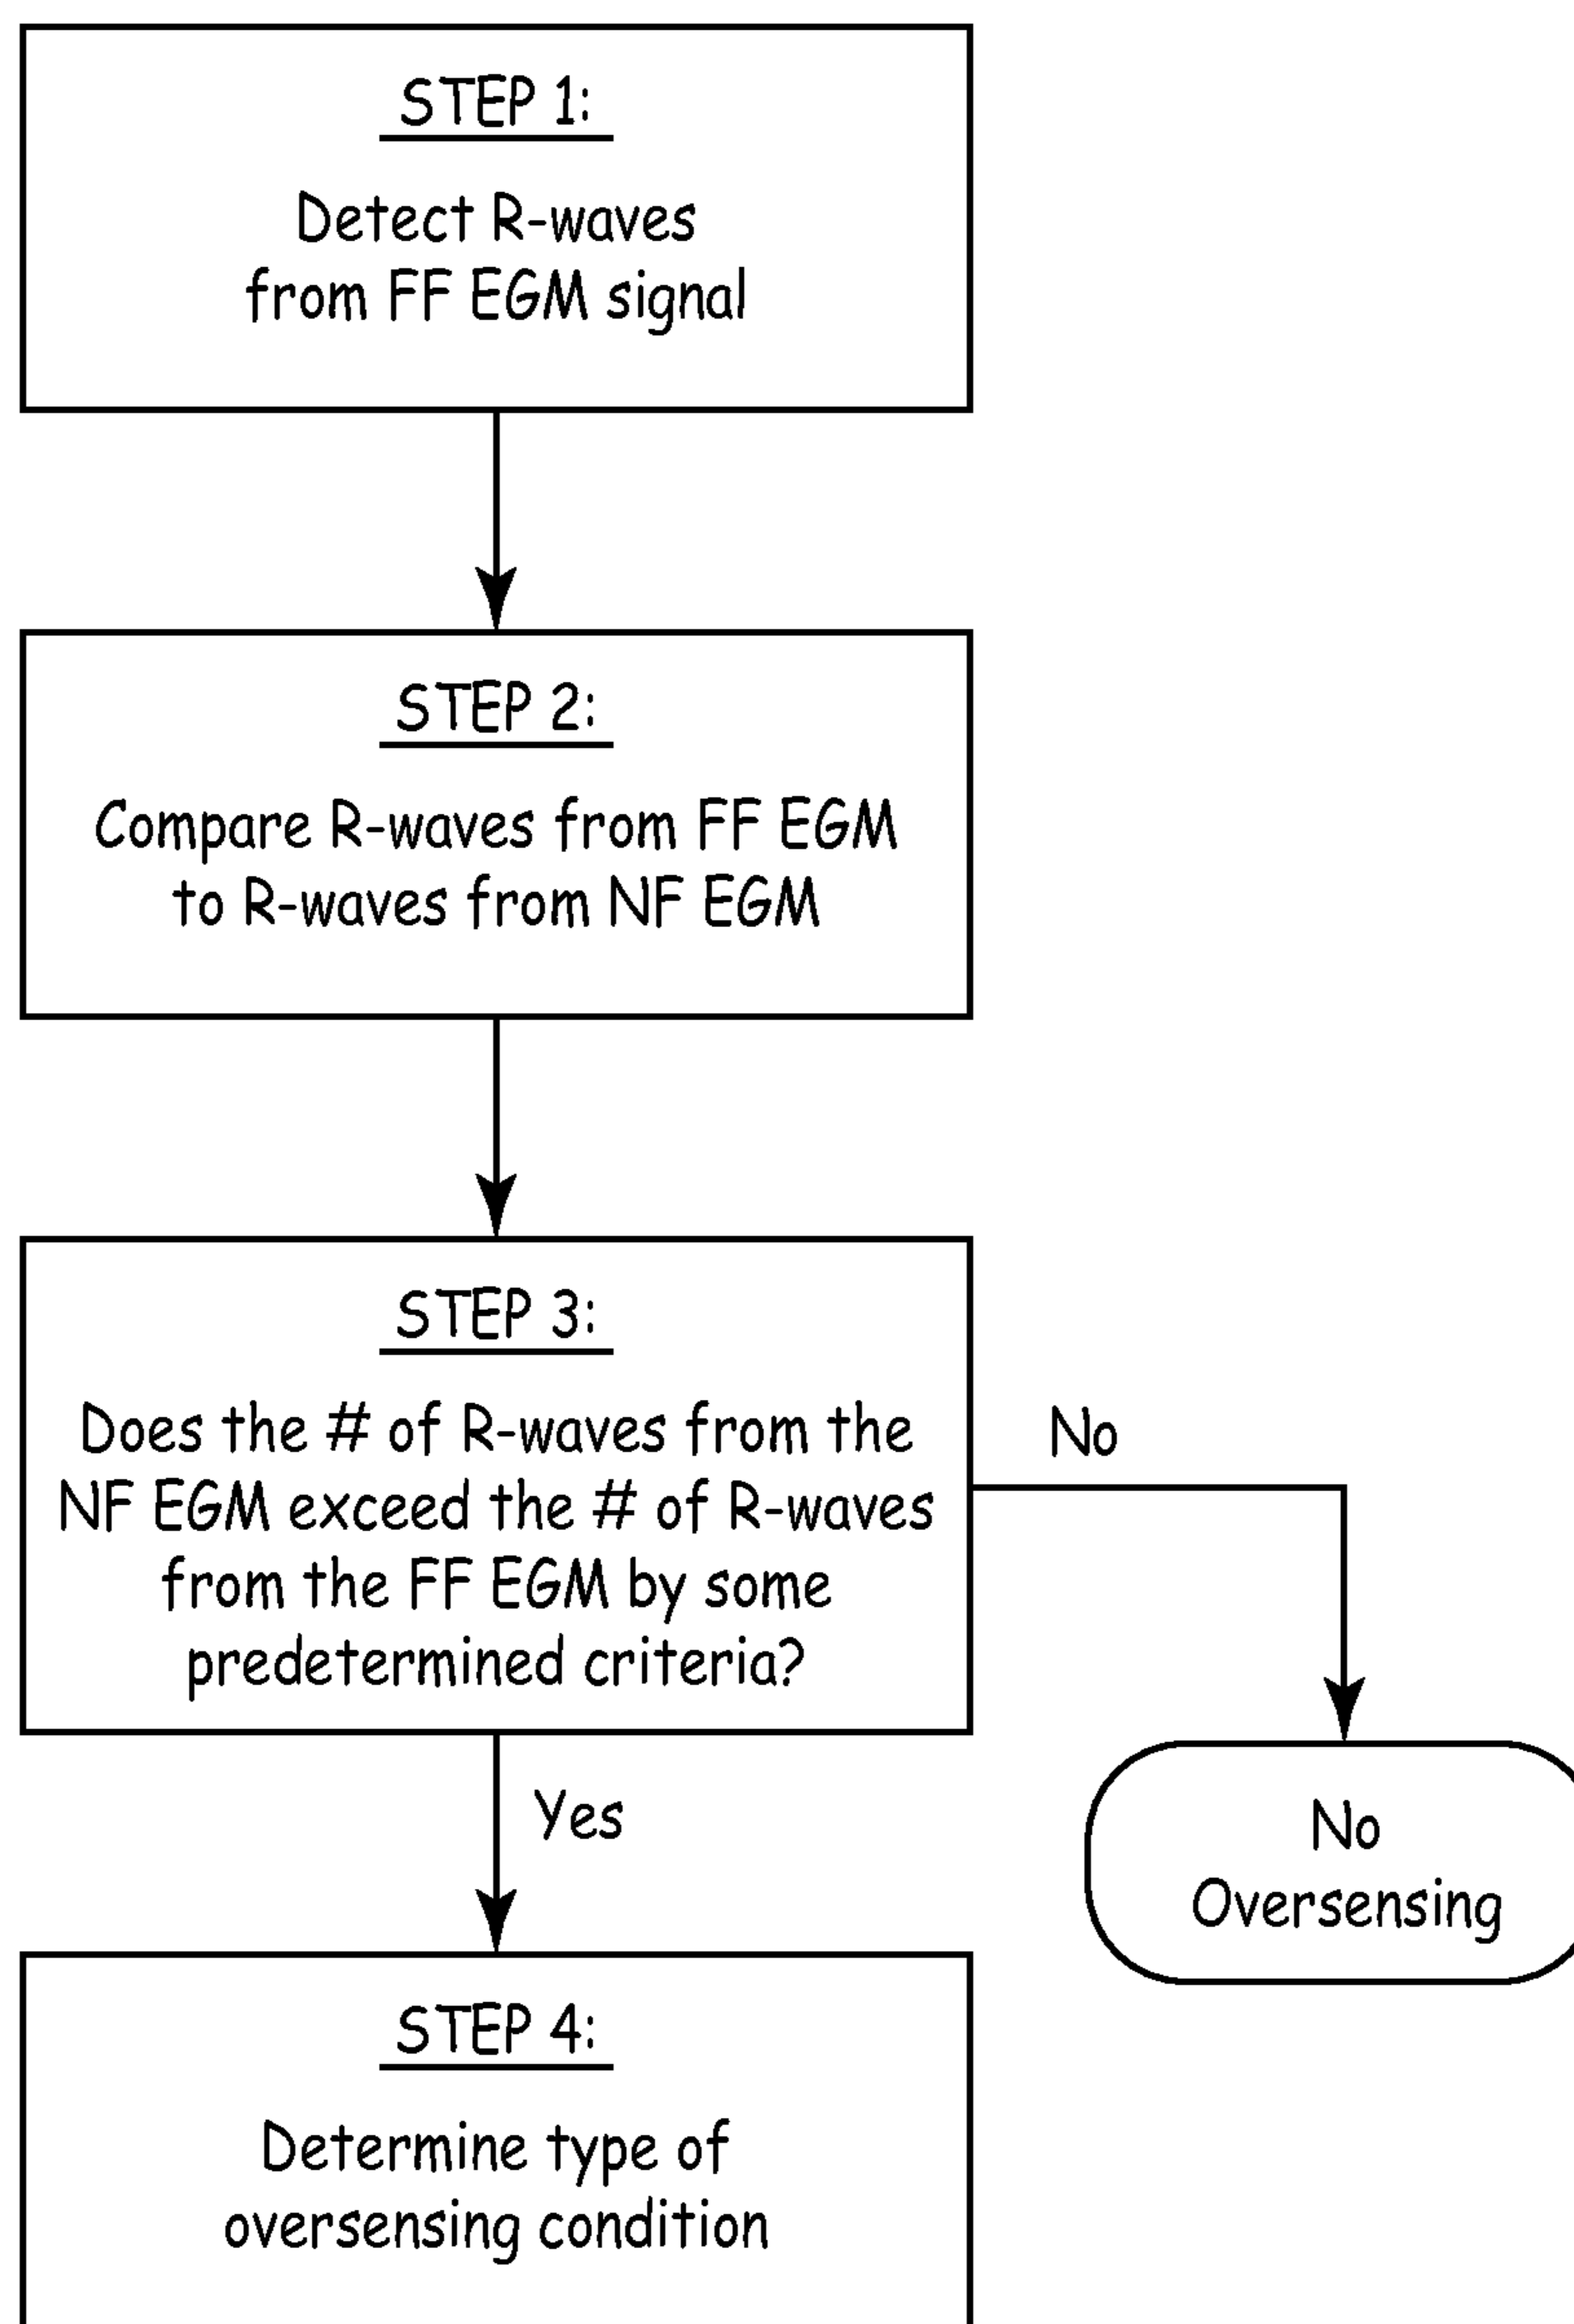 STEP 1:
Detect R-waves
from FF EGM signal
STEP 2:
Compare R-waves from FF EGM
to R-waves from NF EGM
STEP 3:
Does the # of R-waves from the
NF EGM exceed the # of R-waves
from the FF EGM by some
predetermined criteria?
No
No
Oversensing
Yes
STEP 4:
Determine type of
oversensing condition